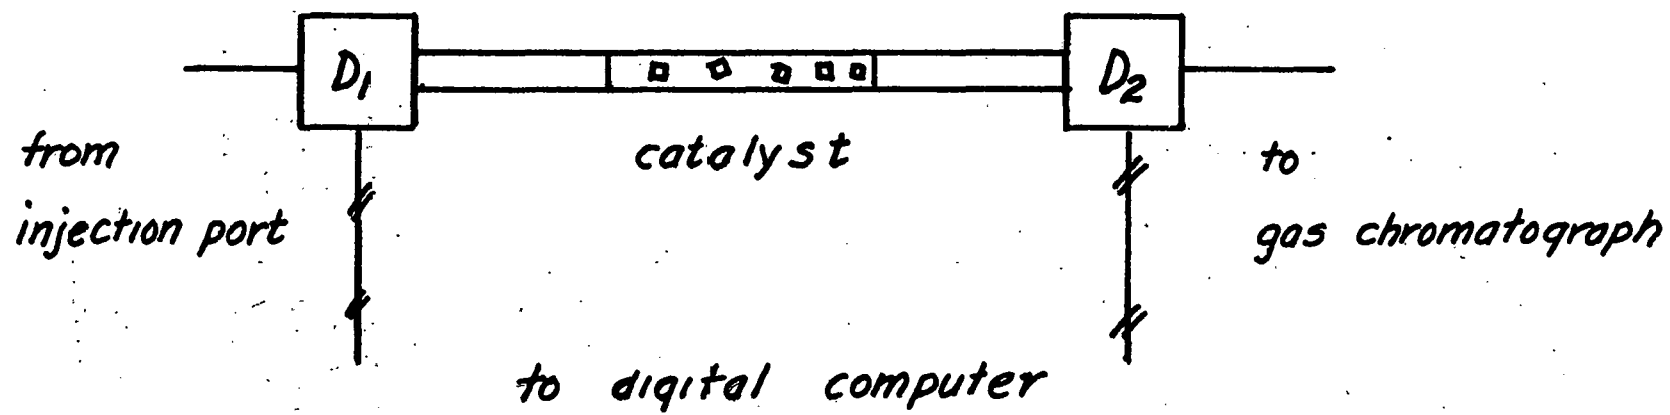 D1
D2
from
injection port
catalyst
to
gas chromatograph
to digital computer